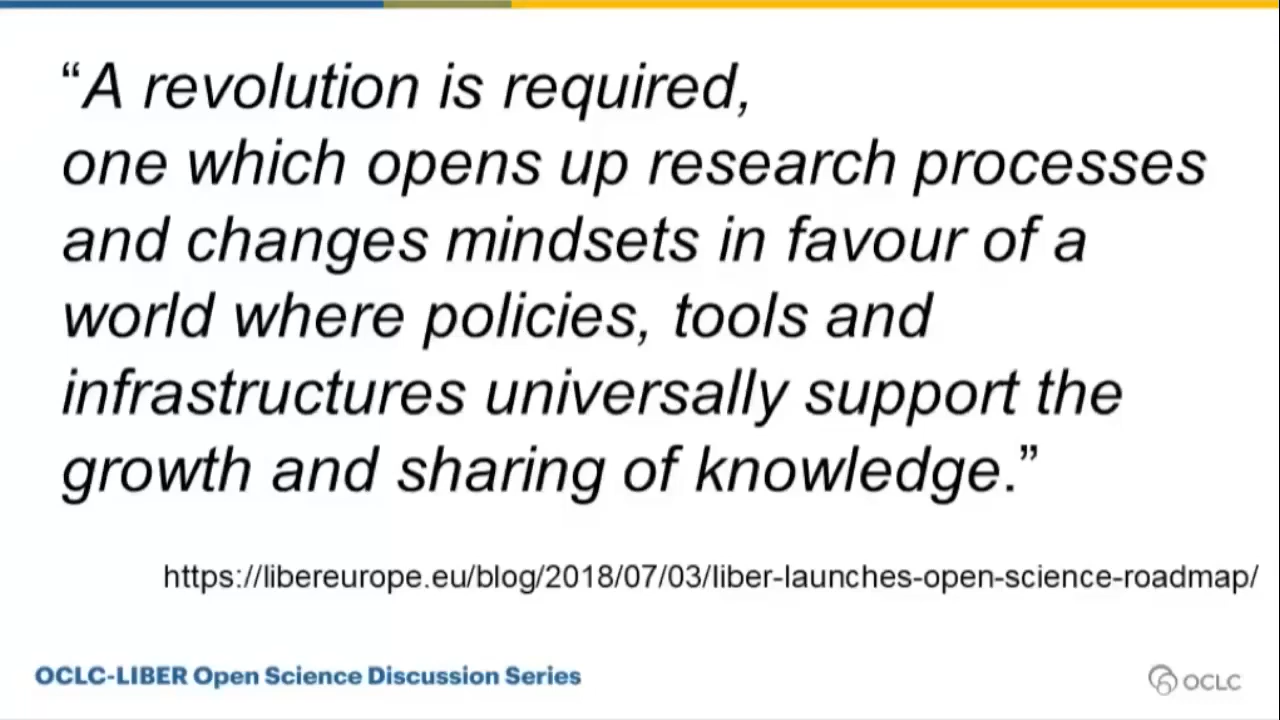 “A revolution is required,
one which opens up research processes
and changes mindsets in favour of a
world where policies, tools and
infrastructures universally support the
growth and sharing of knowledge.”
https://libereurope.eu/blog/2018/07/03/liber-launches-open-science-roadmap/
OCLC-LIBER Open Science Discussion Series
OCLC